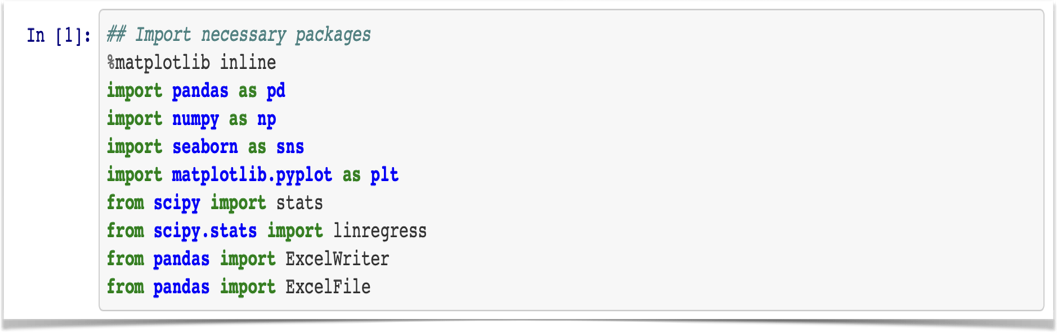 In [1]: ## Import necessary packages
%matplotlib inline
import pandas as pd
import numpy as np
import seaborn as sns
import matplotlib.pyplot as plt
from scipy import stats
from scipy.stats import linregress
from pandas import ExcelWriter
from pandas import ExcelFile